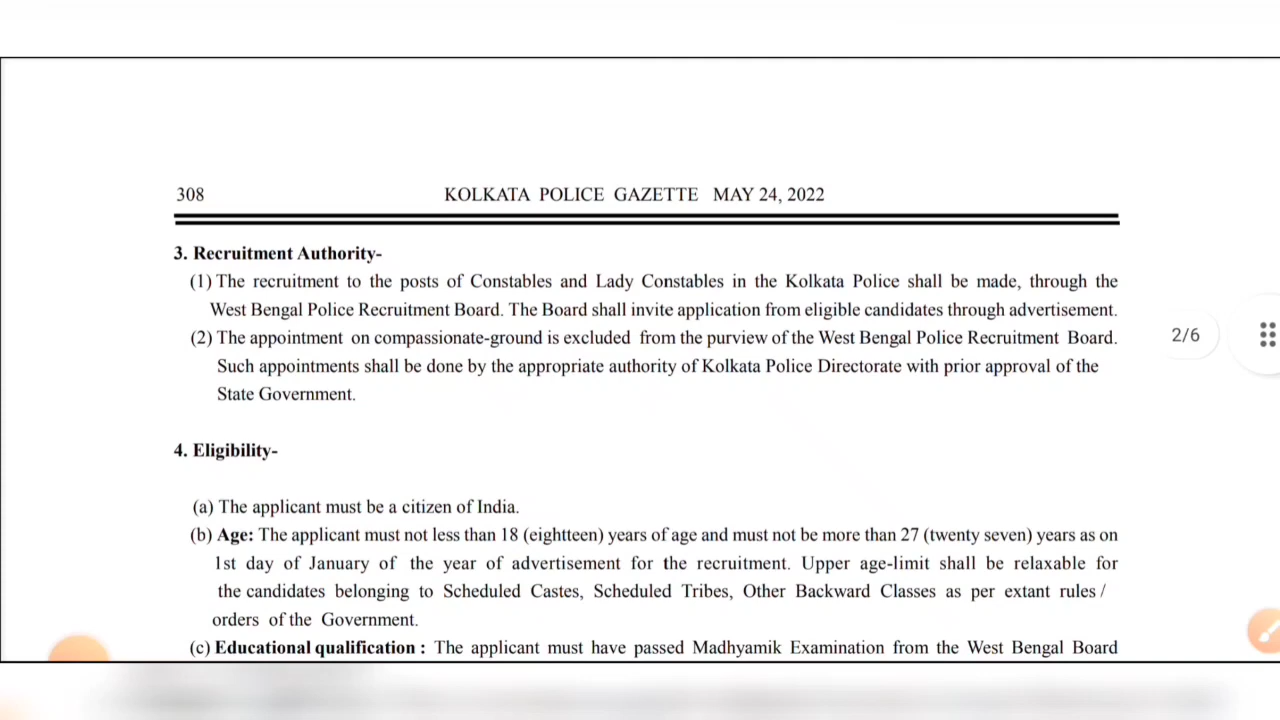 308 KOLKATA POLICE GAZETTE MAY 24, 2022
3. Recruitment Authority-
(1) The recruitment to the posts of Constables and Lady Constables in the Kolkata Police shall be made, through the
West Bengal Police Recruitment Board. The Board shall invite application from eligible candidates through advertisement.
(2) The appointment on compassionate-ground is excluded from the purview of the West Bengal Police Recruitment Board.
2/6
Such appointments shall be done by the appropriate authority of Kolkata Police Directorate with prior approval of the
State Government.
4. Eligibility-
(a) The applicant must be a citizen of India.
(b) Age: The applicant must not less than 18 (eightteen) years of age and must not be more than 27 (twenty seven) years as on
1st day of January of the year of advertisement for the recruitment. Upper age-limit shall be relaxable for
the candidates belonging to Scheduled Castes, Scheduled Tribes, Other Backward Classes as per extant rules /
orders of the Government.
(c) Educational qualification : The applicant must have passed Madhyamik Examination from the West Bengal Board